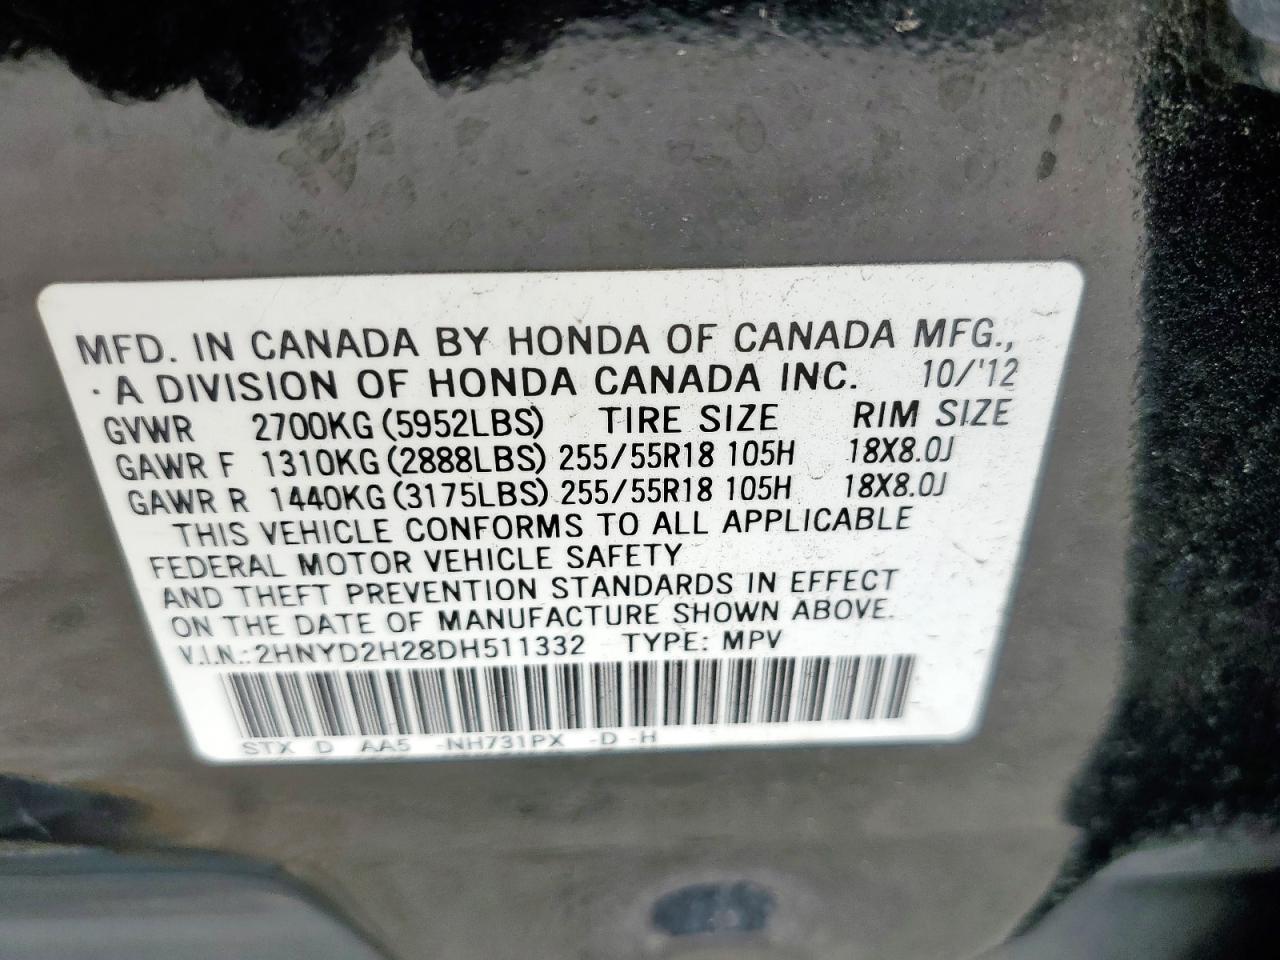 MFD. IN CANADA BY HONDA OF CANADA MFG.,
A DIVISION OF HONDA CANADA INC. 10/'12
GVWR 2700KG (5952LBS) TIRE SIZE RIM SIZE
GAWR F 1310KG (2888LBS) 255/55R18 105H 18X8.0J
GAWR R 1440KG (3175LBS) 255/55R18 105H 18X8.0J
THIS VEHICLE CONFORMS TO ALL APPLICABLE
FEDERAL MOTOR VEHICLE SAFETY
AND THEFT PREVENTION STANDARDS IN EFFECT
ON THE DATE OF MANUFACTURE SHOWN ABOVE.
V.I.N.: 2HNYD2H28DH511332 TYPE: MPV
STX D AA5 -NH731PX -D -H